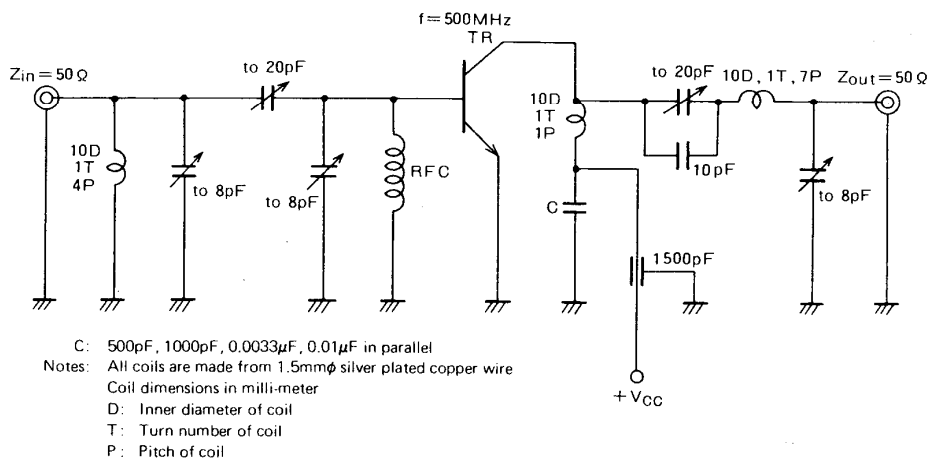 f=500MHz
TR
Zin=50Ω
to 20pF
10D
1T
4P
to 8pF
to 8pF
RFC
10D
1T
1P
C
to 20pF
10pF
10D, 1T, 7P
Zout=50Ω
to 8pF
1500pF
+VCC
C: 500pF, 1000pF, 0.0033μF, 0.01μF in parallel
Notes: All coils are made from 1.5mmφ silver plated copper wire
Coil dimensions in milli-meter
D: Inner diameter of coil
T: Turn number of coil
P: Pitch of coil